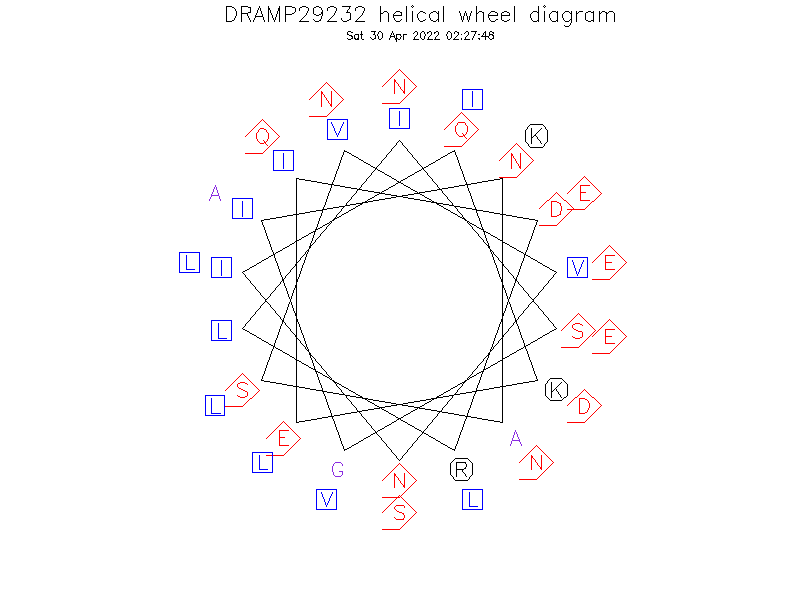 DRAMP29232 helical wheel diagram
Sat 30 Apr 2022 02:27:48
N
N I
V I Q K
Q I N
A I D E
L I V E
L S E
L S K D
L E A N
G R
V N L
S